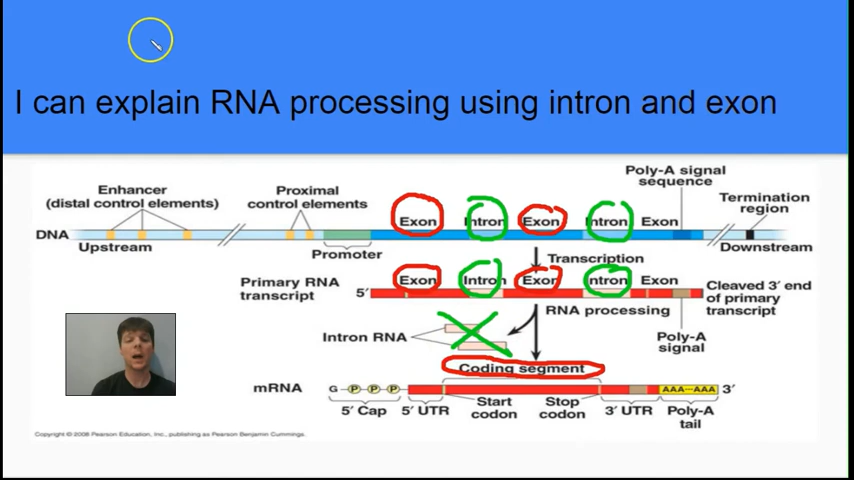 I can explain RNA processing using intron and exon
Enhancer
(distal control elements)
Proximal
control elements
Exon Intron Exon Intron Exon
Poly-A signal
sequence
Termination
region
DNA
Upstream
Promoter
Downstream
Transcription
Primary RNA
transcript
5′
Exon Intron Exon Intron Exon
Cleaved 3′ end
of primary
transcript
RNA processing
Intron RNA
Poly-A
signal
Coding segment
mRNA
G P P P
AAA···AAA
3′
5′ Cap
5′ UTR
Start
codon
Stop
codon
3′ UTR
Poly-A
tail
Copyright © 2008 Pearson Education, Inc., publishing as Pearson Benjamin Cummings.